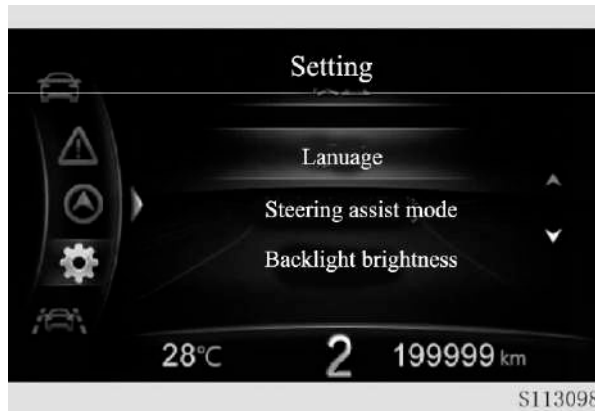 Setting
Lanuage
Steering assist mode
Backlight brightness
28°C 2 199999 km
S113098